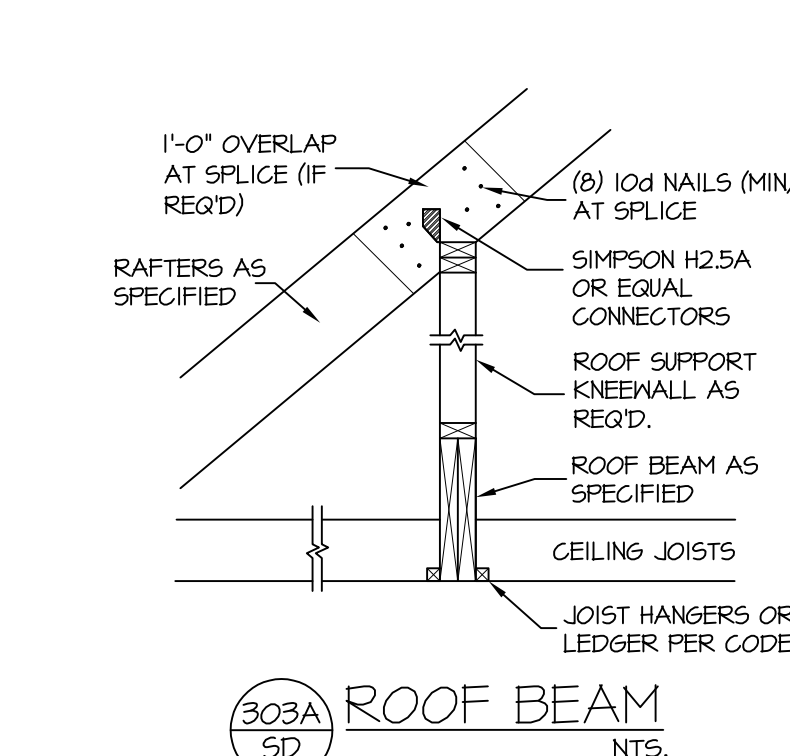 1'-0" OVERLAP
AT SPLICE (IF
REQ'D)
(8) 10d NAILS (MIN,
AT SPLICE
RAFTERS AS
SPECIFIED
SIMPSON H2.5A
OR EQUAL
CONNECTORS
ROOF SUPPORT
KNEEWALL AS
REQ'D.
ROOF BEAM AS
SPECIFIED
CEILING JOISTS
JOIST HANGERS OR
LEDGER PER CODE
303A
SD
ROOF BEAM
NTS.